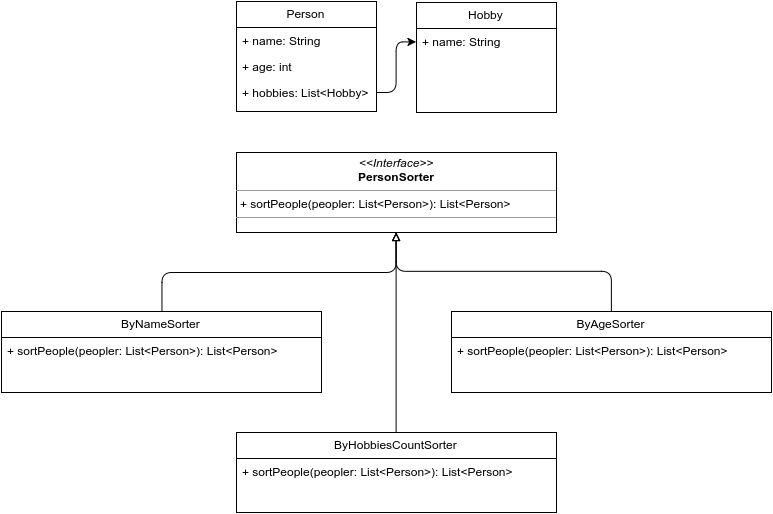 Person
+ name: String
+ age: int
+ hobbies: List<Hobby>
Hobby
+ name: String
<<Interface>>
PersonSorter
+ sortPeople(peopler: List<Person>): List<Person>
ByNameSorter
+ sortPeople(peopler: List<Person>): List<Person>
ByAgeSorter
+ sortPeople(peopler: List<Person>): List<Person>
ByHobbiesCountSorter
+ sortPeople(peopler: List<Person>): List<Person>